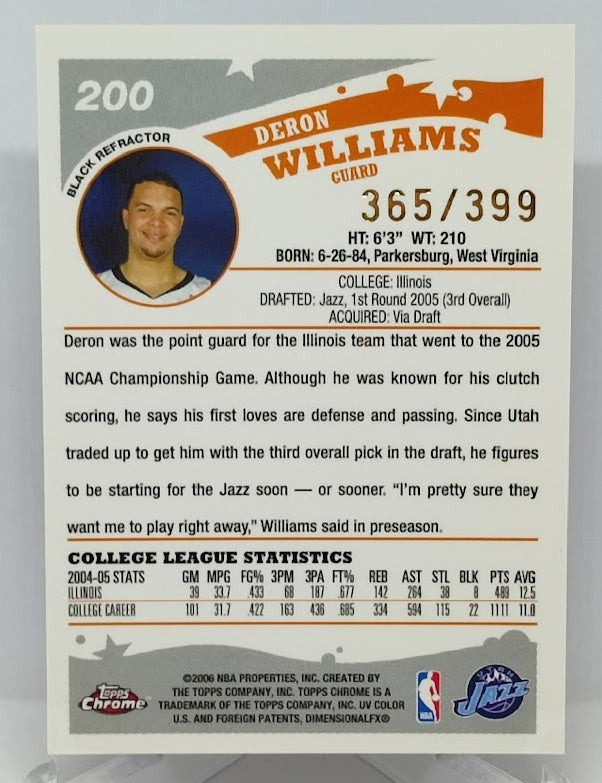 200
BLACK REFRACTOR
DERON
WILLIAMS
GUARD
365/399
HT: 6'3" WT: 210
BORN: 6-26-84, Parkersburg, West Virginia
COLLEGE: Illinois
DRAFTED: Jazz, 1st Round 2005 (3rd Overall)
ACQUIRED: Via Draft
Deron was the point guard for the Illinois team that went to the 2005
NCAA Championship Game. Although he was known for his clutch
scoring, he says his first loves are defense and passing. Since Utah
traded up to get him with the third overall pick in the draft, he figures
to be starting for the Jazz soon — or sooner. “I'm pretty sure they
want me to play right away,” Williams said in preseason.
COLLEGE LEAGUE STATISTICS
2004-05 STATS GM MPG FG% 3PM 3PA FT% REB AST STL BLK PTS AVG
ILLINOIS 39 33.7 .433 68 187 .677 142 264 38 8 489 12.5
COLLEGE CAREER 101 31.7 .422 163 436 .685 334 594 115 22 1111 11.0
©2006 NBA PROPERTIES, INC. CREATED BY
THE TOPPS COMPANY, INC. TOPPS CHROME IS A
TRADEMARK OF THE TOPPS COMPANY, INC. UV COLOR
U.S. AND FOREIGN PATENTS, DIMENSIONALFX®
Topps
Chrome
NBA
JAZZ